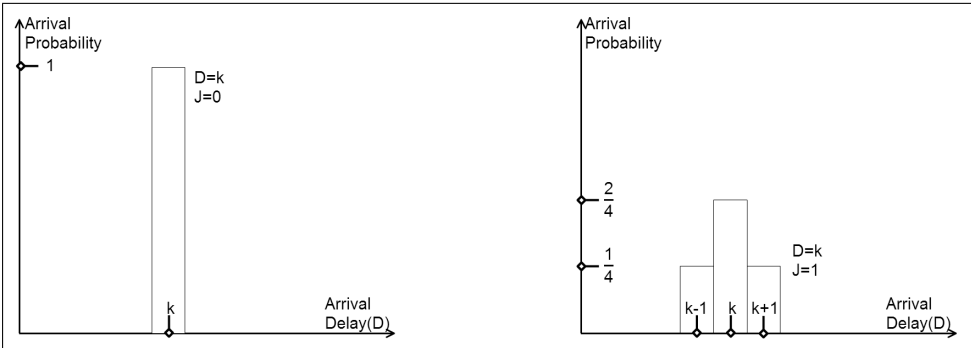 Arrival
Probability
1
D=k
J=0
k
Arrival
Delay(D)
Arrival
Probability
2
4
1
4
D=k
J=1
k-1 k k+1
Arrival
Delay(D)